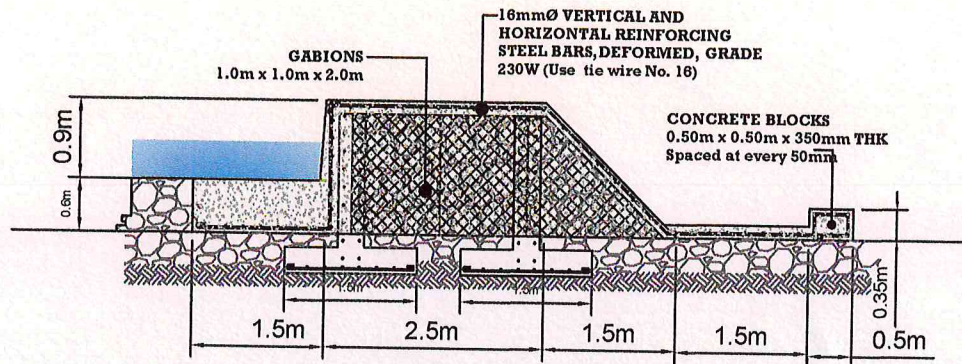 16mmØ VERTICAL AND
HORIZONTAL REINFORCING
STEEL BARS, DEFORMED, GRADE
230W (Use tie wire No. 16)
GABIONS
1.0m x 1.0m x 2.0m
CONCRETE BLOCKS
0.50m x 0.50m x 350mm THK
Spaced at every 50mm
0.9m
0.6m
0.35m
1.5m
2.5m
1.5m
1.5m
0.5m